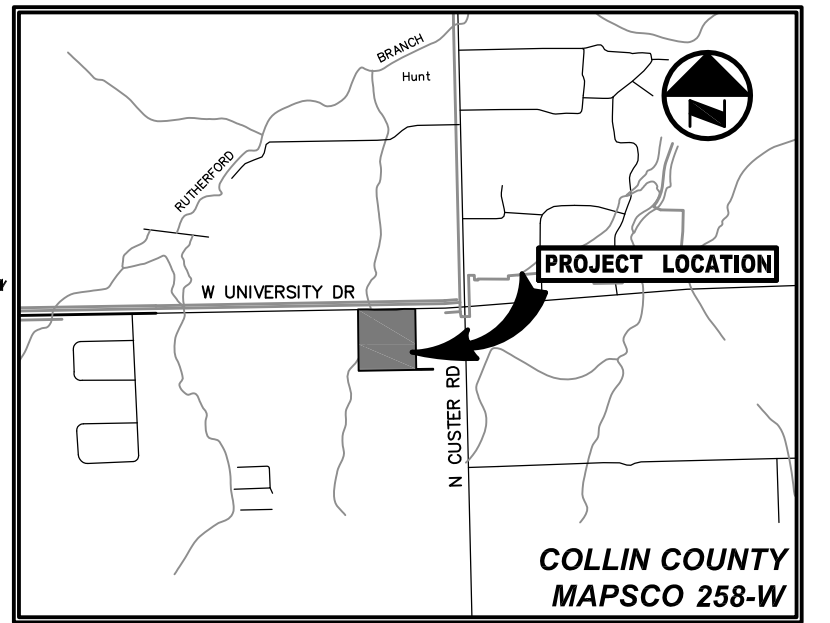 BRANCH
Hunt
RUTHERFORD
N
PROJECT LOCATION
W UNIVERSITY DR
N CUSTER RD
COLLIN COUNTY
MAPSCO 258-W